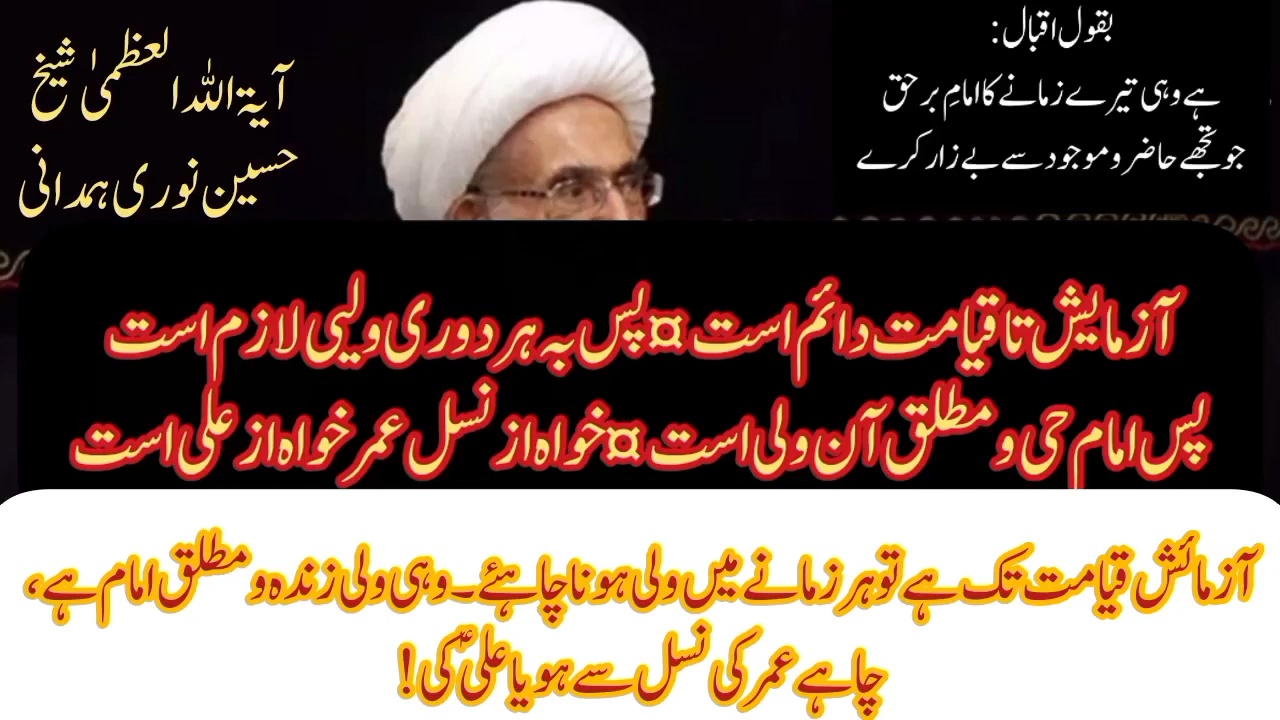 بقول اقبال:
ہے وہی تیرے زمانے کا امامِ برحق
جو تجھے حاضر و موجود سے بے زار کرے
آیة اللہ العظمیٰ شیخ
حسین نوری ہمدانی
آزمایش تا قیامت دائم است ¤ پس بہ ہر دوری ولیی لازم است
پس امام حی و مطلق آن ولی است ¤ خواہ از نسل عمر خواہ از علی است
آزمائش قیامت تک ہے تو ہر زمانے میں ولی ہونا چاہئے۔ وہی ولی زندہ و مطلق امام ہے،
چاہے عمر کی نسل سے ہو یا علیؑ کی!